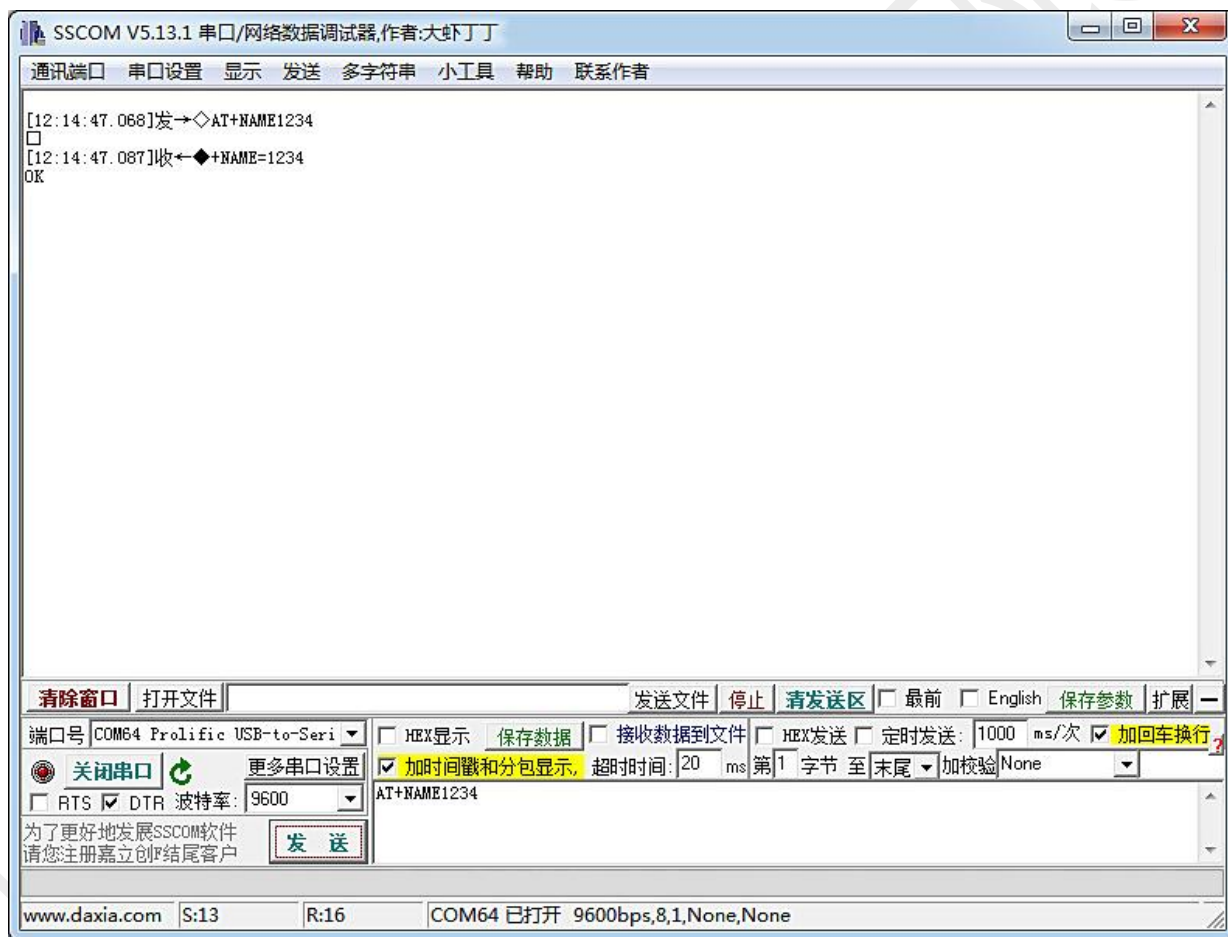 SSCOM V5.13.1 串口/网络数据调试器,作者:大虾丁丁
通讯端口 串口设置 显示 发送 多字符串 小工具 帮助 联系作者
[12:14:47.068]发→◇AT+NAME1234
□
[12:14:47.087]收←◆+NAME=1234
OK
清除窗口 打开文件 发送文件 停止 清发送区 最前 English 保存参数 扩展 —
端口号 COM64 Prolific USB-to-Seri HEX显示 保存数据 接收数据到文件 HEX发送 定时发送: 1000 ms/次 加回车换行
关闭串口 更多串口设置 加时间戳和分包显示, 超时时间: 20 ms 第1 字节 至 末尾 加校验 None
RTS DTR 波特率: 9600
AT+NAME1234
为了更好地发展SSCOM软件
请您注册嘉立创F结尾客户
发 送
www.daxia.com S:13 R:16 COM64 已打开 9600bps,8,1,None,None